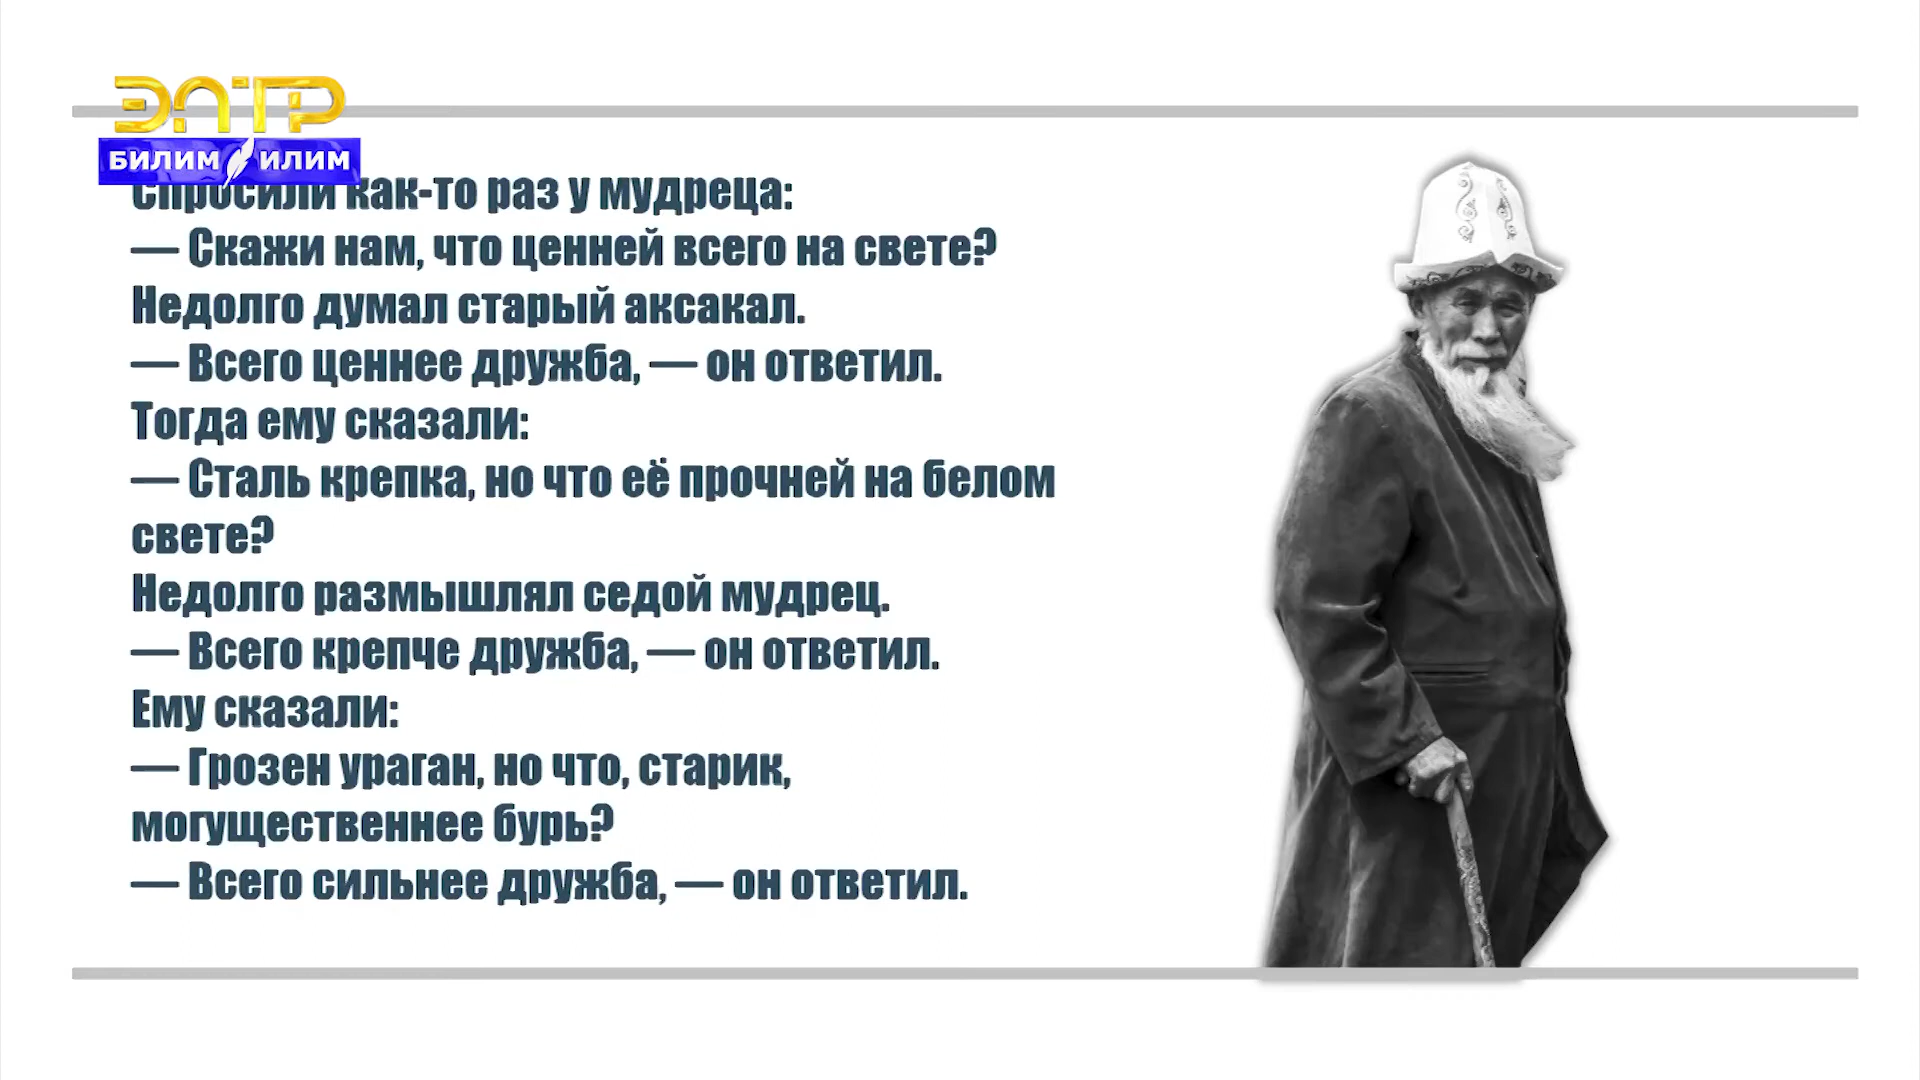 ЭЛТР
БИЛИМ ИЛИМ
Спросили как-то раз у мудреца:
— Скажи нам, что ценней всего на свете?
Недолго думал старый аксакал.
— Всего ценнее дружба, — он ответил.
Тогда ему сказали:
— Сталь крепка, но что её прочней на белом
свете?
Недолго размышлял седой мудрец.
— Всего крепче дружба, — он ответил.
Ему сказали:
— Грозен ураган, но что, старик,
могущественнее бурь?
— Всего сильнее дружба, — он ответил.